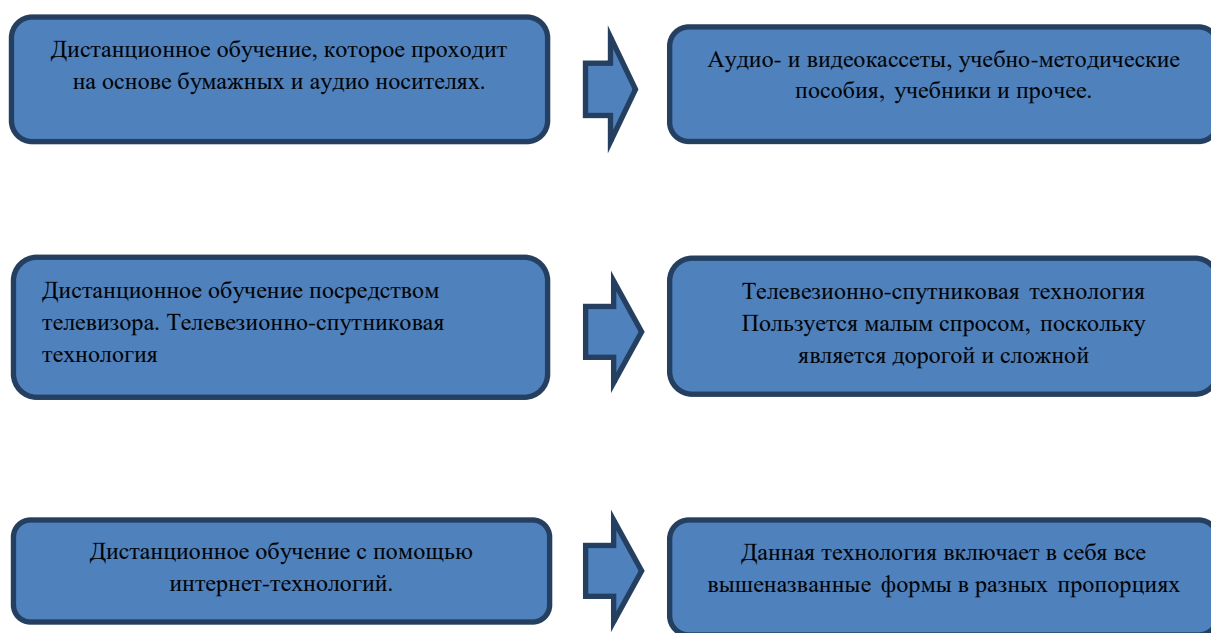 Дистанционное обучение, которое проходит
на основе бумажных и аудио носителях.
Аудио- и видеокассеты, учебно-методические
пособия, учебники и прочее.
Дистанционное обучение посредством
телевизора. Телевезионно-спутниковая
технология
Телевезионно-спутниковая технология
Пользуется малым спросом, поскольку
является дорогой и сложной
Дистанционное обучение с помощью
интернет-технологий.
Данная технология включает в себя все
вышеназванные формы в разных пропорциях